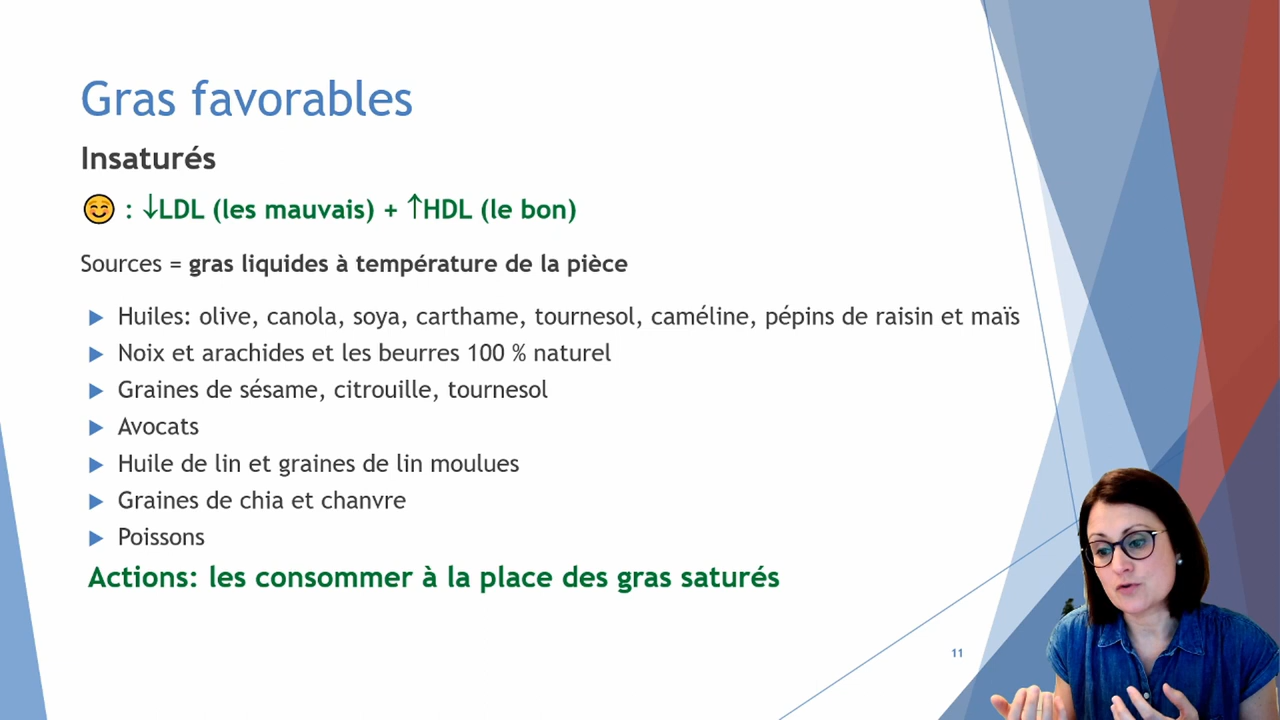 Gras favorables
Insaturés
😊 : ↓LDL (les mauvais) + ↑HDL (le bon)
Sources = gras liquides à température de la pièce
▶ Huiles: olive, canola, soya, carthame, tournesol, caméline, pépins de raisin et maïs
▶ Noix et arachides et les beurres 100 % naturel
▶ Graines de sésame, citrouille, tournesol
▶ Avocats
▶ Huile de lin et graines de lin moulues
▶ Graines de chia et chanvre
▶ Poissons
Actions: les consommer à la place des gras saturés
11